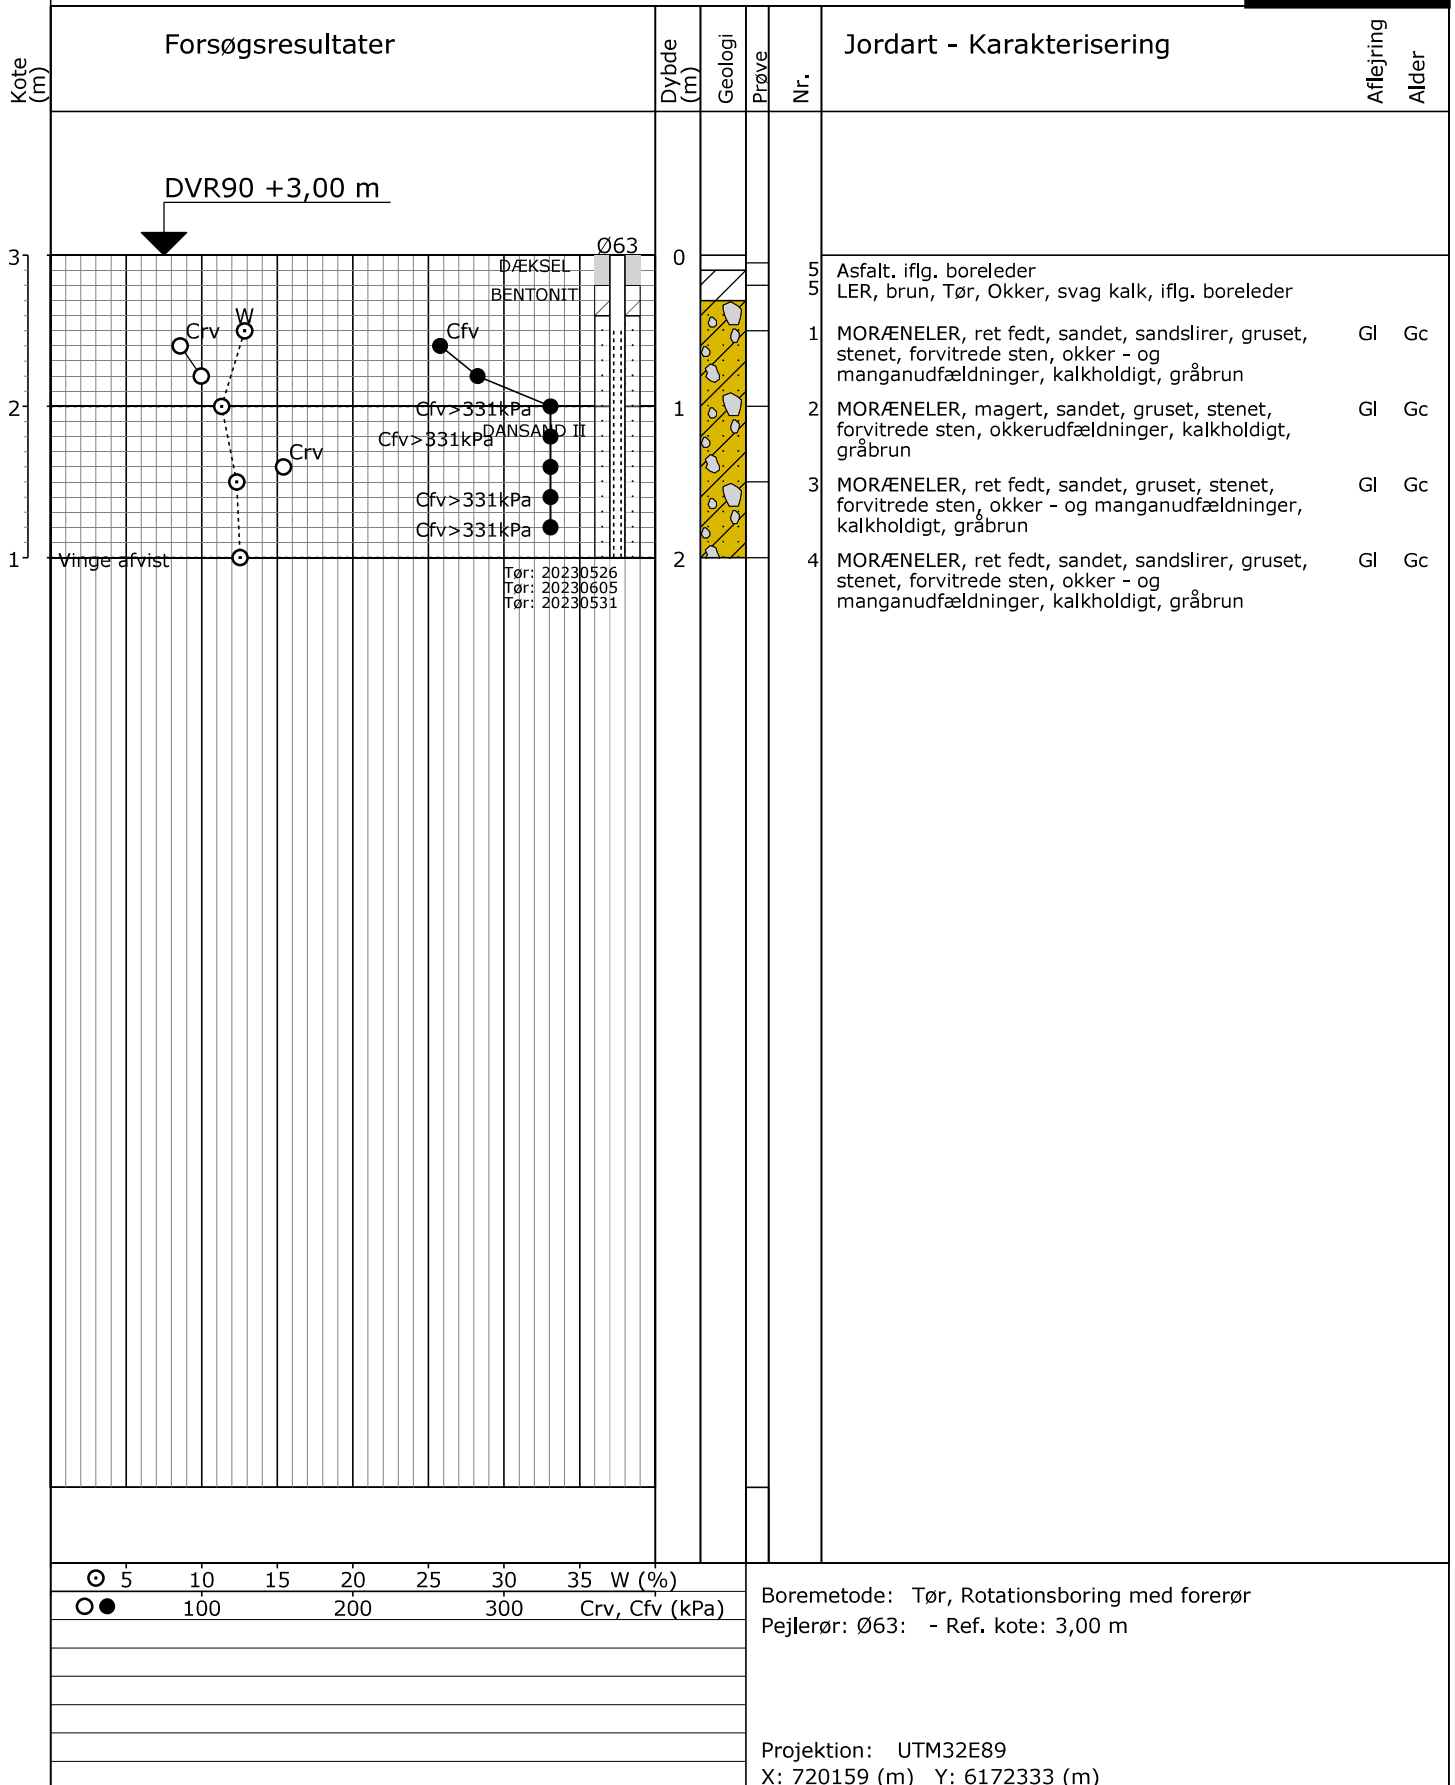 Kote (m)
Forsøgsresultater
Dybde (m)
Geologi
Prøve
Nr.
Jordart - Karakterisering
Aflejring
Alder
DVR90 +3,00 m
Ø63
3
0
DÆKSEL
5 Asfalt. iflg. boreleder
BENTONIT
5 LER, brun, Tør, Okker, svag kalk, iflg. boreleder
W
Crv
Cfv
1 MORÆNELER, ret fedt, sandet, sandslirer, gruset, Gl Gc
stenet, forvitrede sten, okker - og
manganudfældninger, kalkholdigt, gråbrun
2
Cfv>331kPa
1
2 MORÆNELER, magert, sandet, gruset, stenet, Gl Gc
forvitrede sten, okkerudfældninger, kalkholdigt,
gråbrun
DANSAND II
Cfv>331kPa
Crv
3 MORÆNELER, ret fedt, sandet, gruset, stenet, Gl Gc
forvitrede sten, okker - og manganudfældninger,
kalkholdigt, gråbrun
Cfv>331kPa
Cfv>331kPa
1
Vinge afvist
2
4 MORÆNELER, ret fedt, sandet, sandslirer, gruset, Gl Gc
stenet, forvitrede sten, okker - og
manganudfældninger, kalkholdigt, gråbrun
Tør: 20230526
Tør: 20230605
Tør: 20230531
5 10 15 20 25 30 35 W (%)
100 200 300 Crv, Cfv (kPa)
Boremetode: Tør, Rotationsboring med forerør
Pejlerør: Ø63: - Ref. kote: 3,00 m
Projektion: UTM32E89
X: 720159 (m) Y: 6172333 (m)